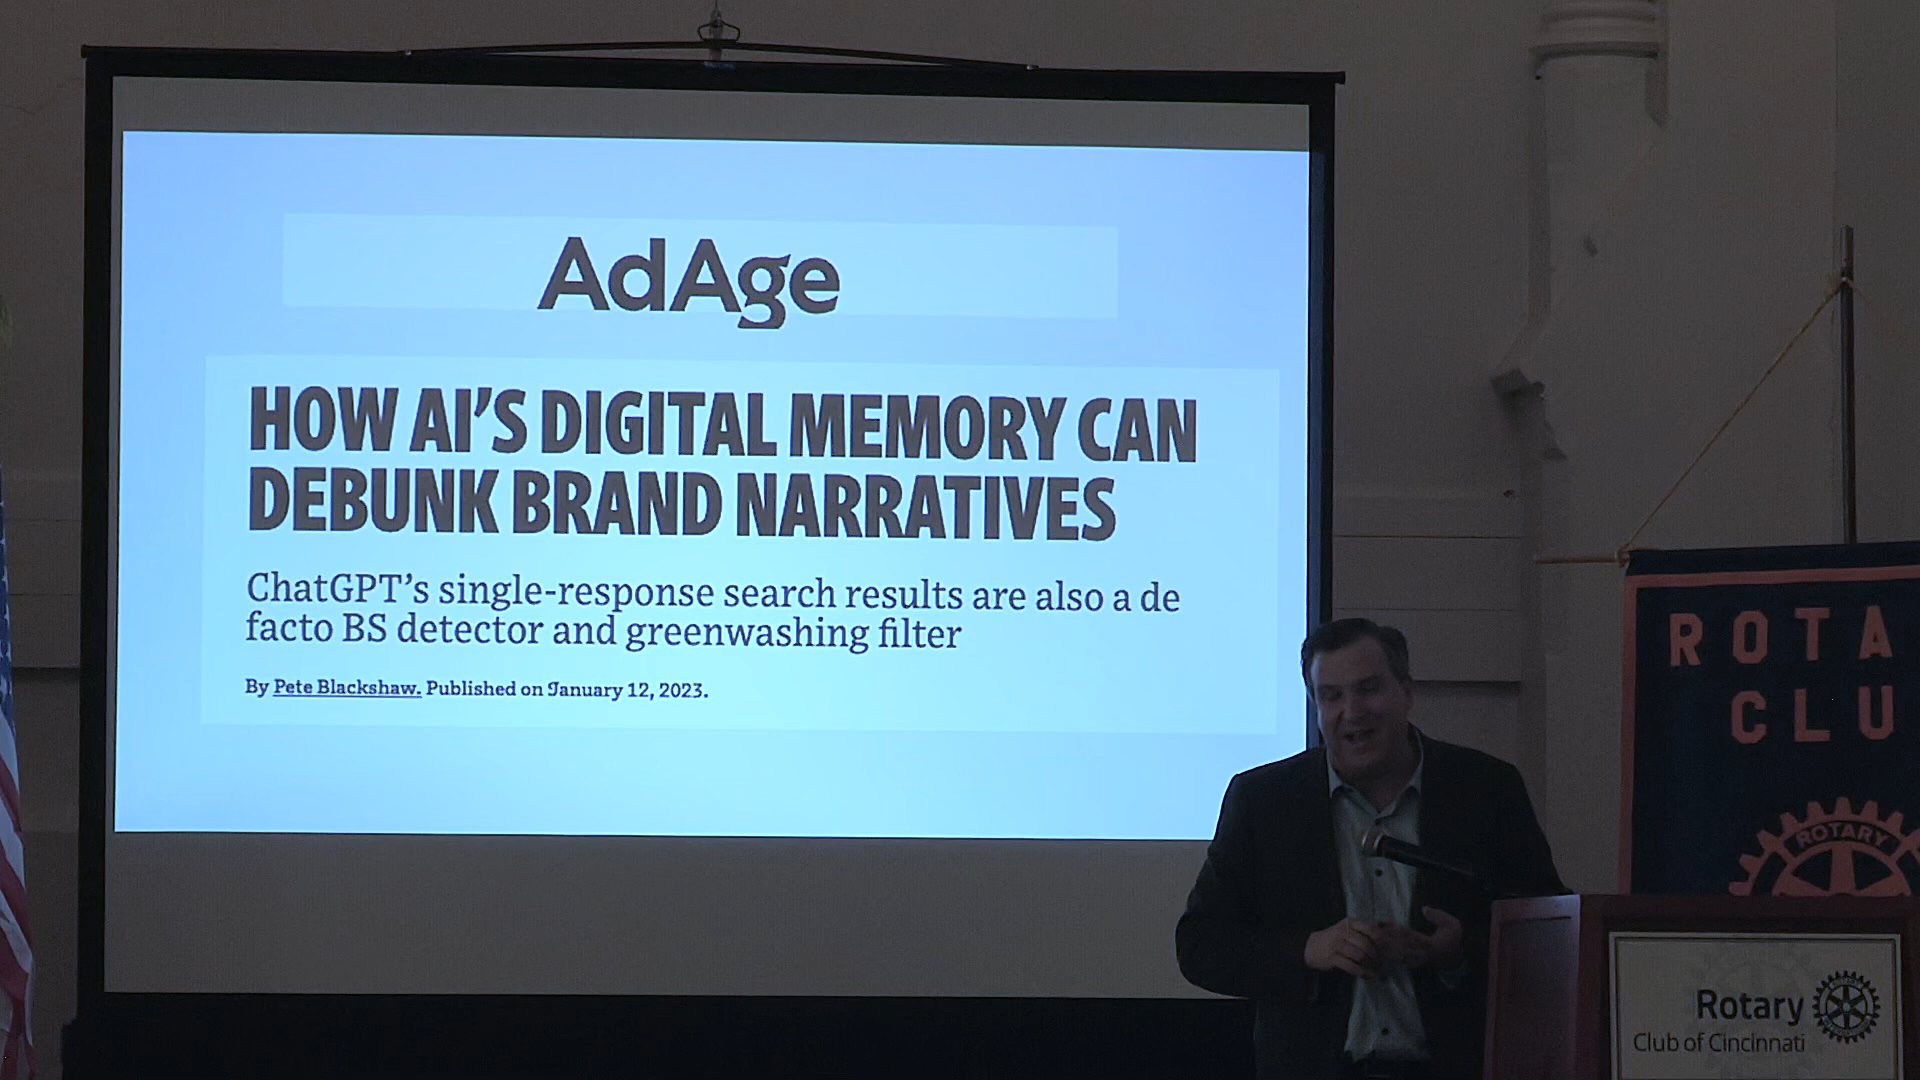 AdAge
HOW AI'S DIGITAL MEMORY CAN
DEBUNK BRAND NARRATIVES
ChatGPT's single-response search results are also a de
facto BS detector and greenwashing filter
By Pete Blackshaw. Published on January 12, 2023.
ROTA
CLU
ROTARY
Rotary
Club of Cincinnati